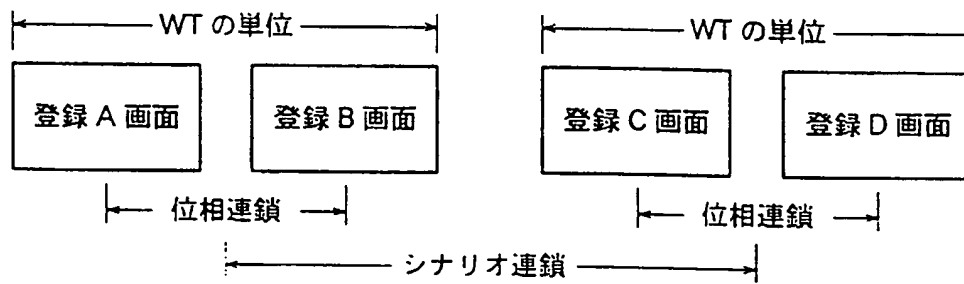 WT の単位
WT の単位
登録 A 画面
登録 B 画面
登録 C 画面
登録 D 画面
位相連鎖
位相連鎖
シナリオ連鎖